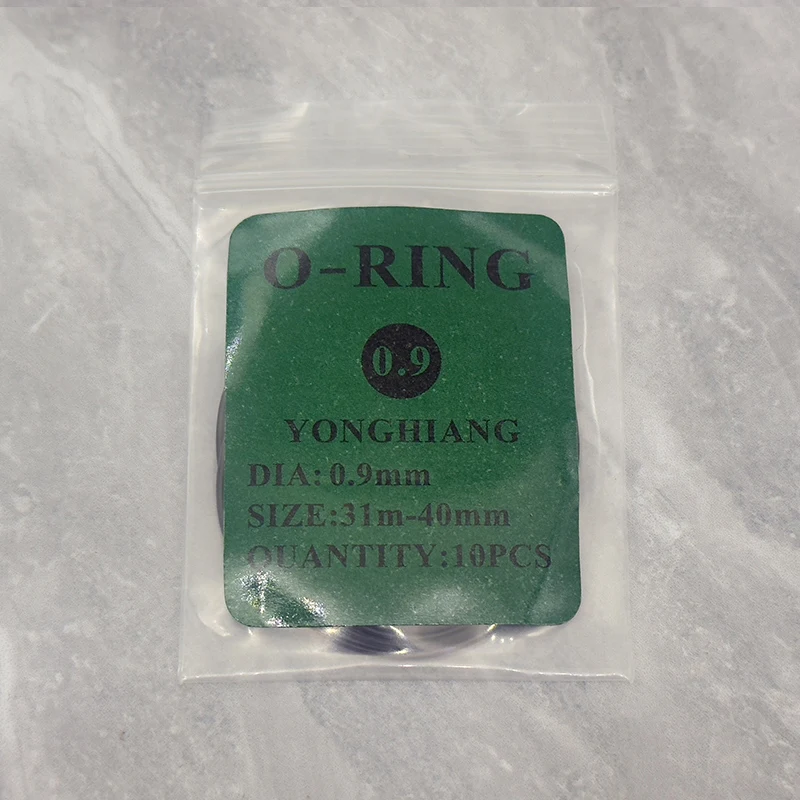 O-RING
0.9
YONGHIANG
DIA: 0.9mm
SIZE:31m-40mm
QUANTITY:10PCS